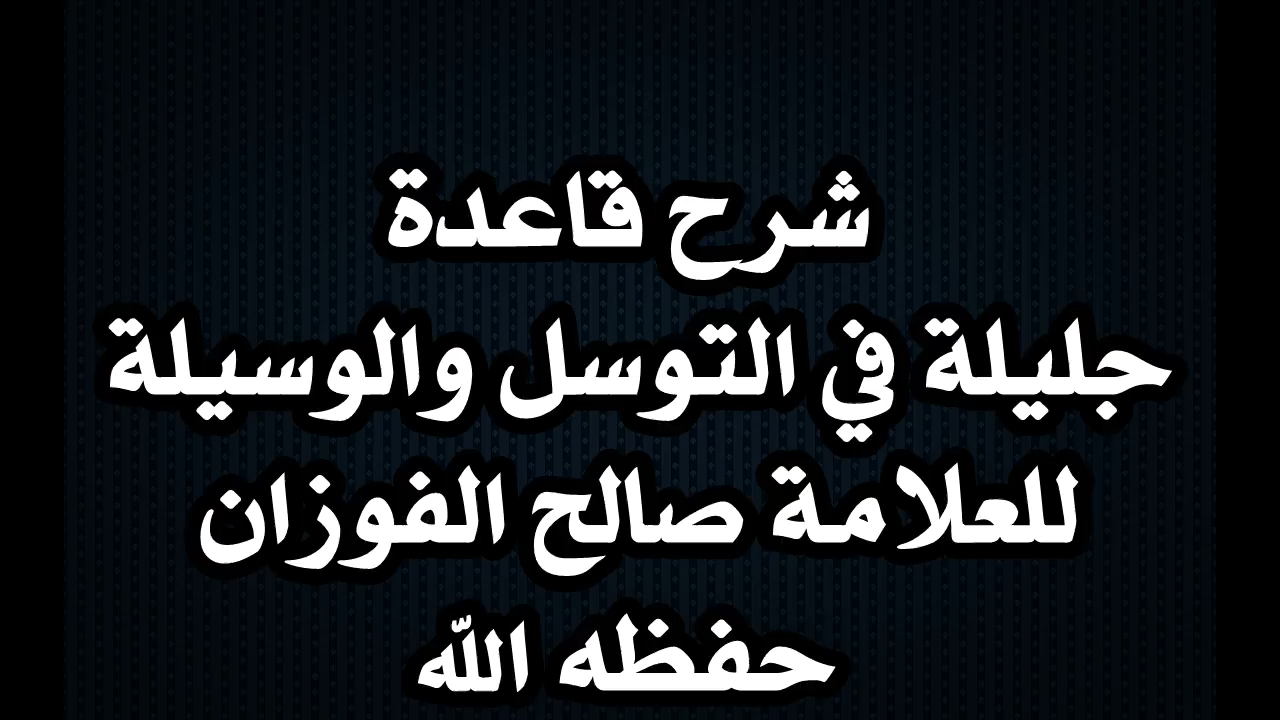 شرح قاعدة
جليلة في التوسل والوسيلة
للعلامة صالح الفوزان
حفظه الله